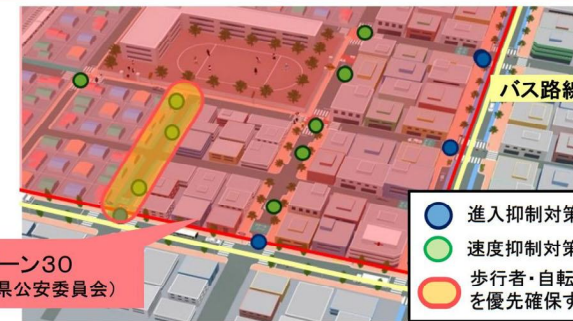 バス路線
進入抑制対策
速度抑制対策
歩行者・自転
を優先確保す
ーン30
県公安委員会）